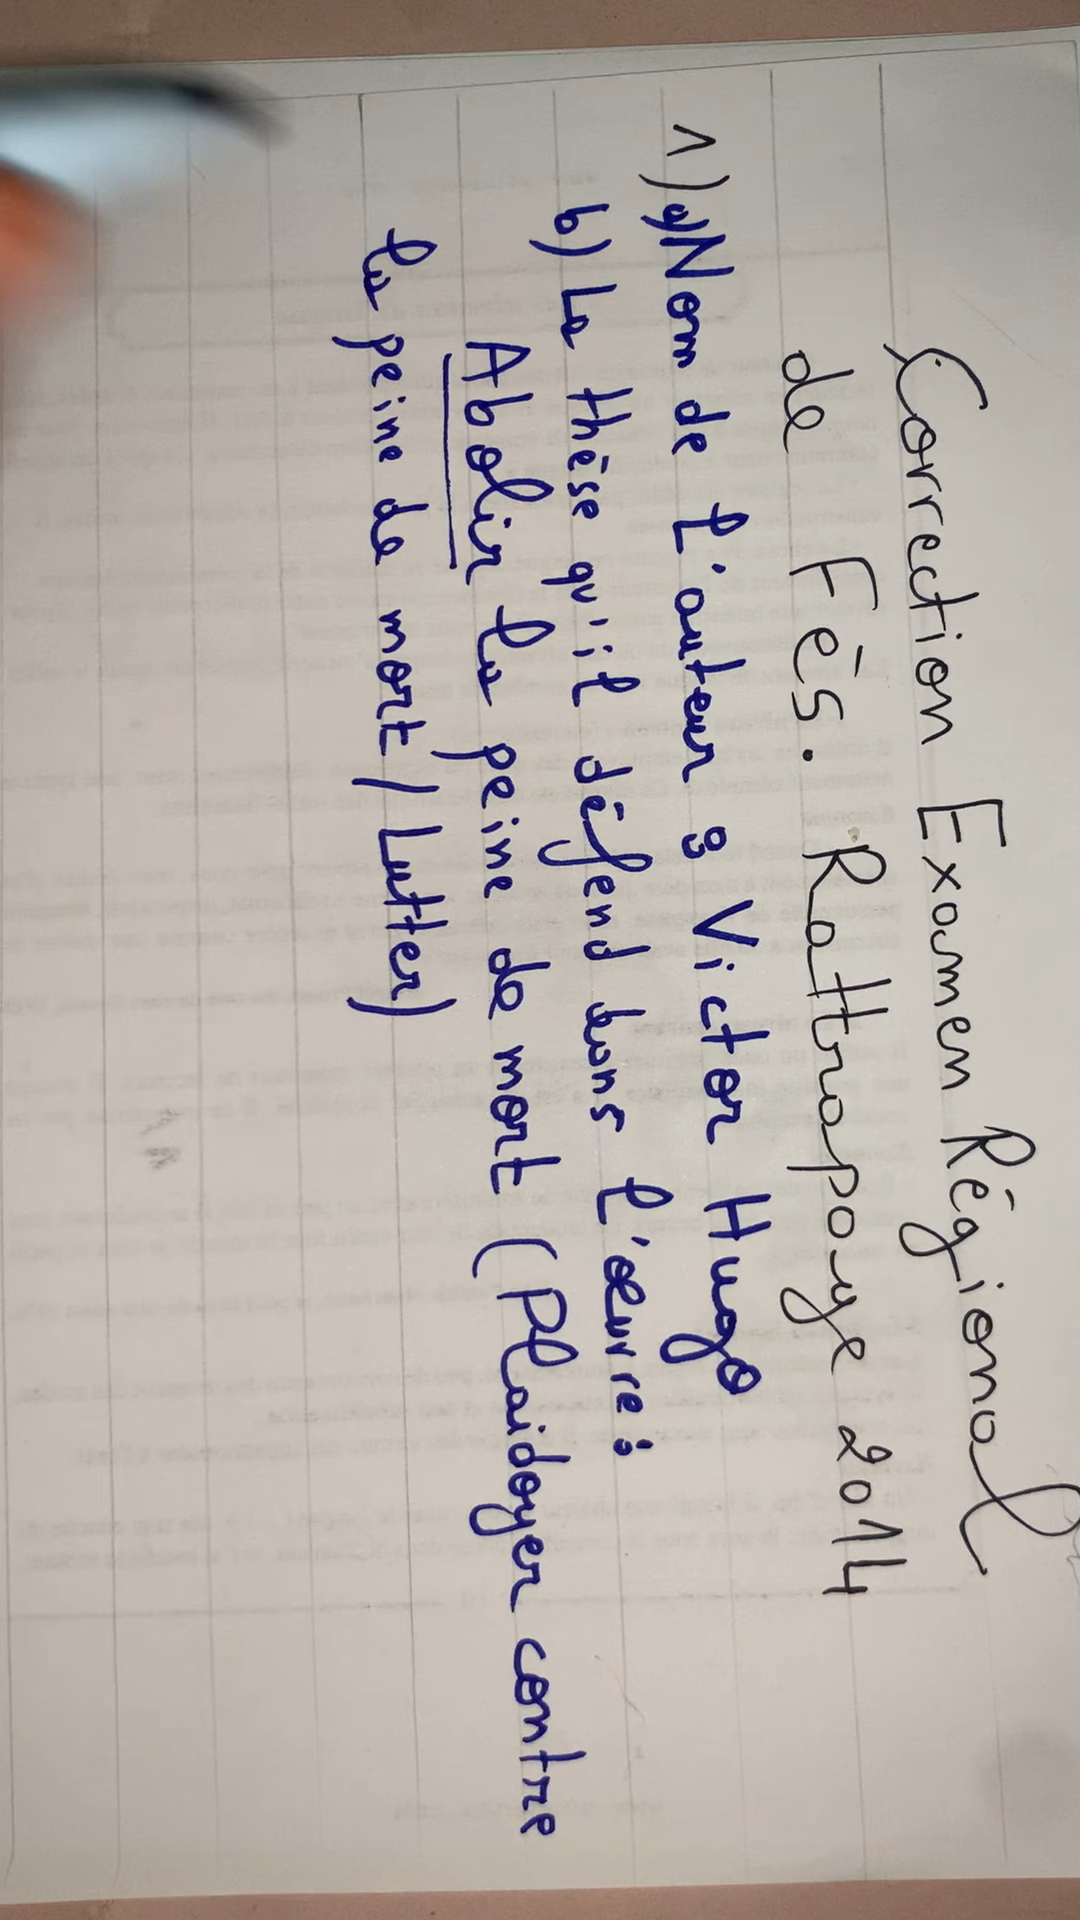 Correction Examen Régional
de Fès. Rattrapage 2014
1) a) Nom de l'auteur : Victor Hugo
b) La thèse qu'il défend dans l'œuvre :
Abolir la peine de mort (Plaidoyer contre
la peine de mort / Lutter)